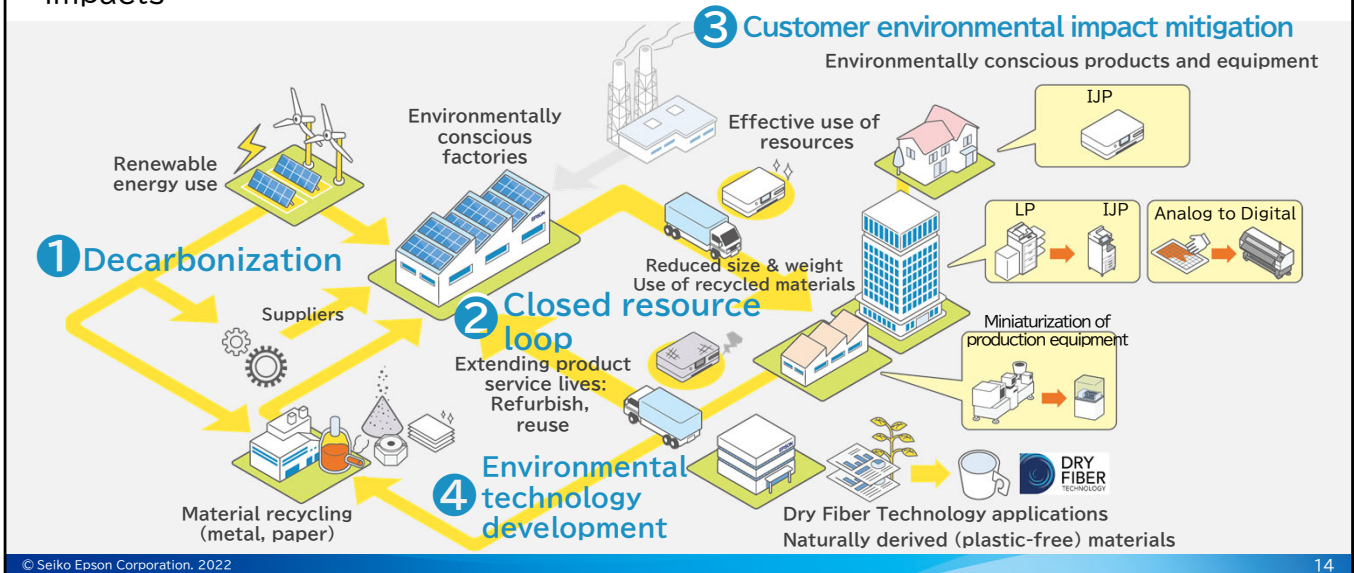 impacts
3 Customer environmental impact mitigation
Environmentally conscious products and equipment
IJP
Environmentally
conscious
factories
Effective use of
resources
Renewable
energy use
EPSON
LP
IJP
Analog to Digital
1 Decarbonization
Reduced size & weight
Use of recycled materials
Suppliers
2 Closed resource
loop
Extending product
service lives:
Refurbish,
reuse
Miniaturization of
production equipment
4 Environmental
technology
development
DRY
FIBER
TECHNOLOGY
Material recycling
(metal, paper)
Dry Fiber Technology applications
Naturally derived (plastic-free) materials
© Seiko Epson Corporation. 2022
14